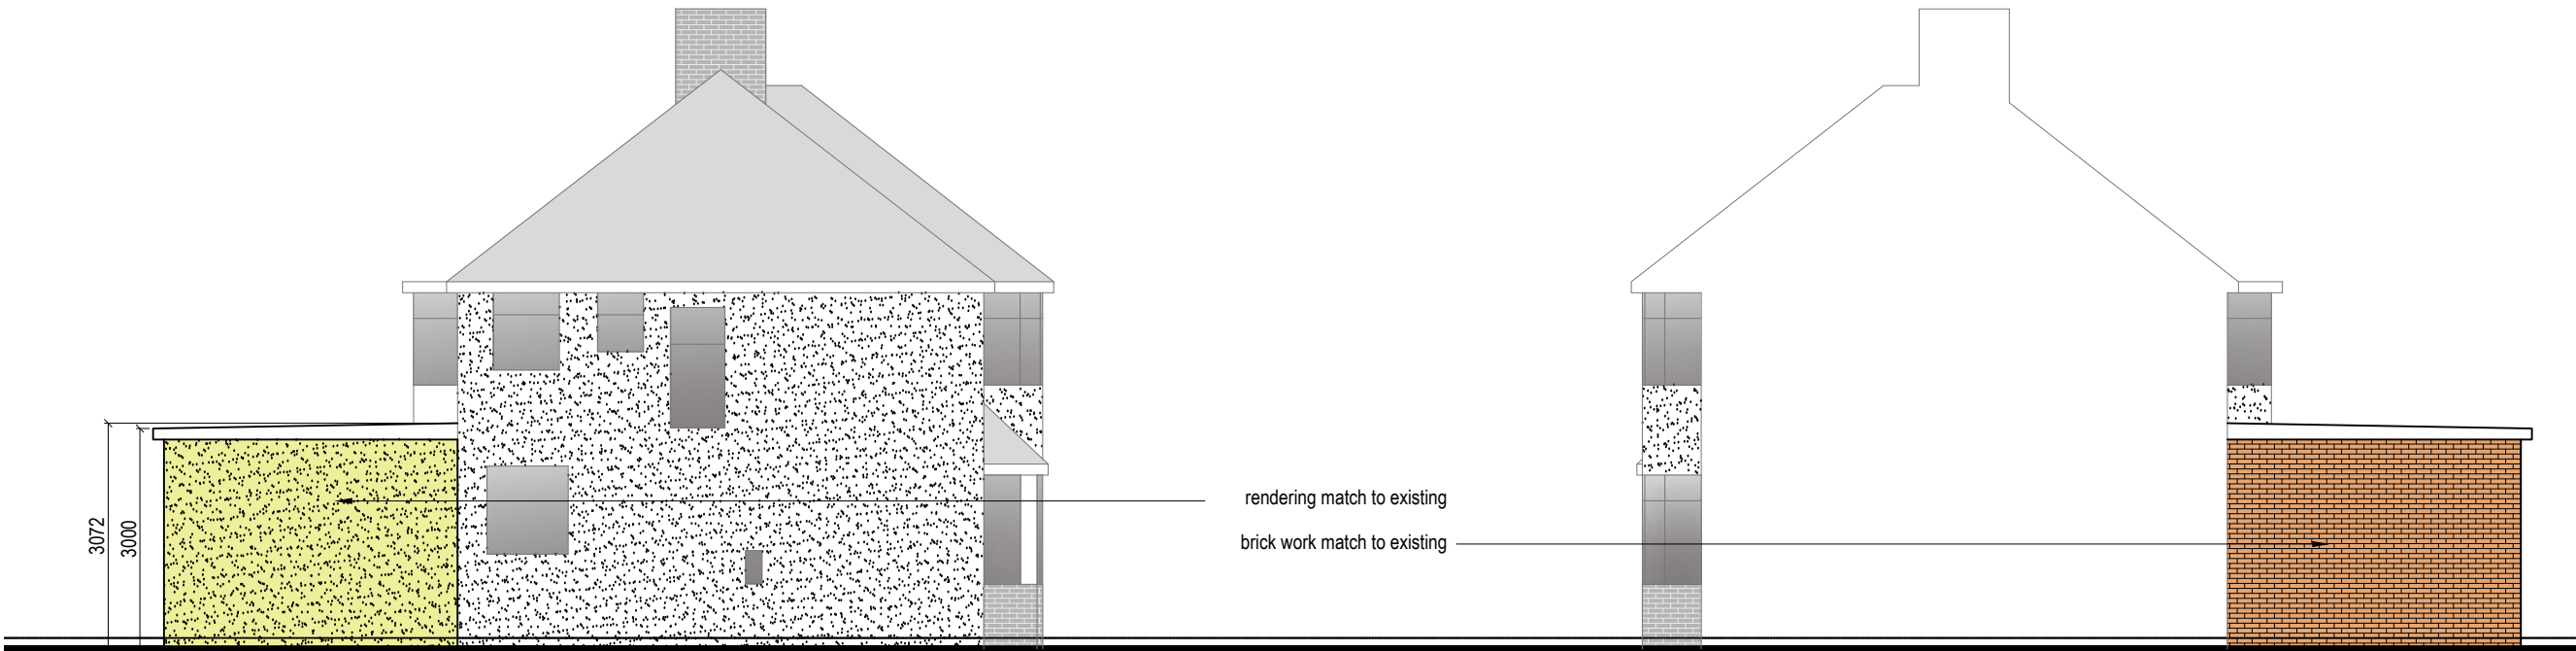 3072
3000
rendering match to existing
brick work match to existing